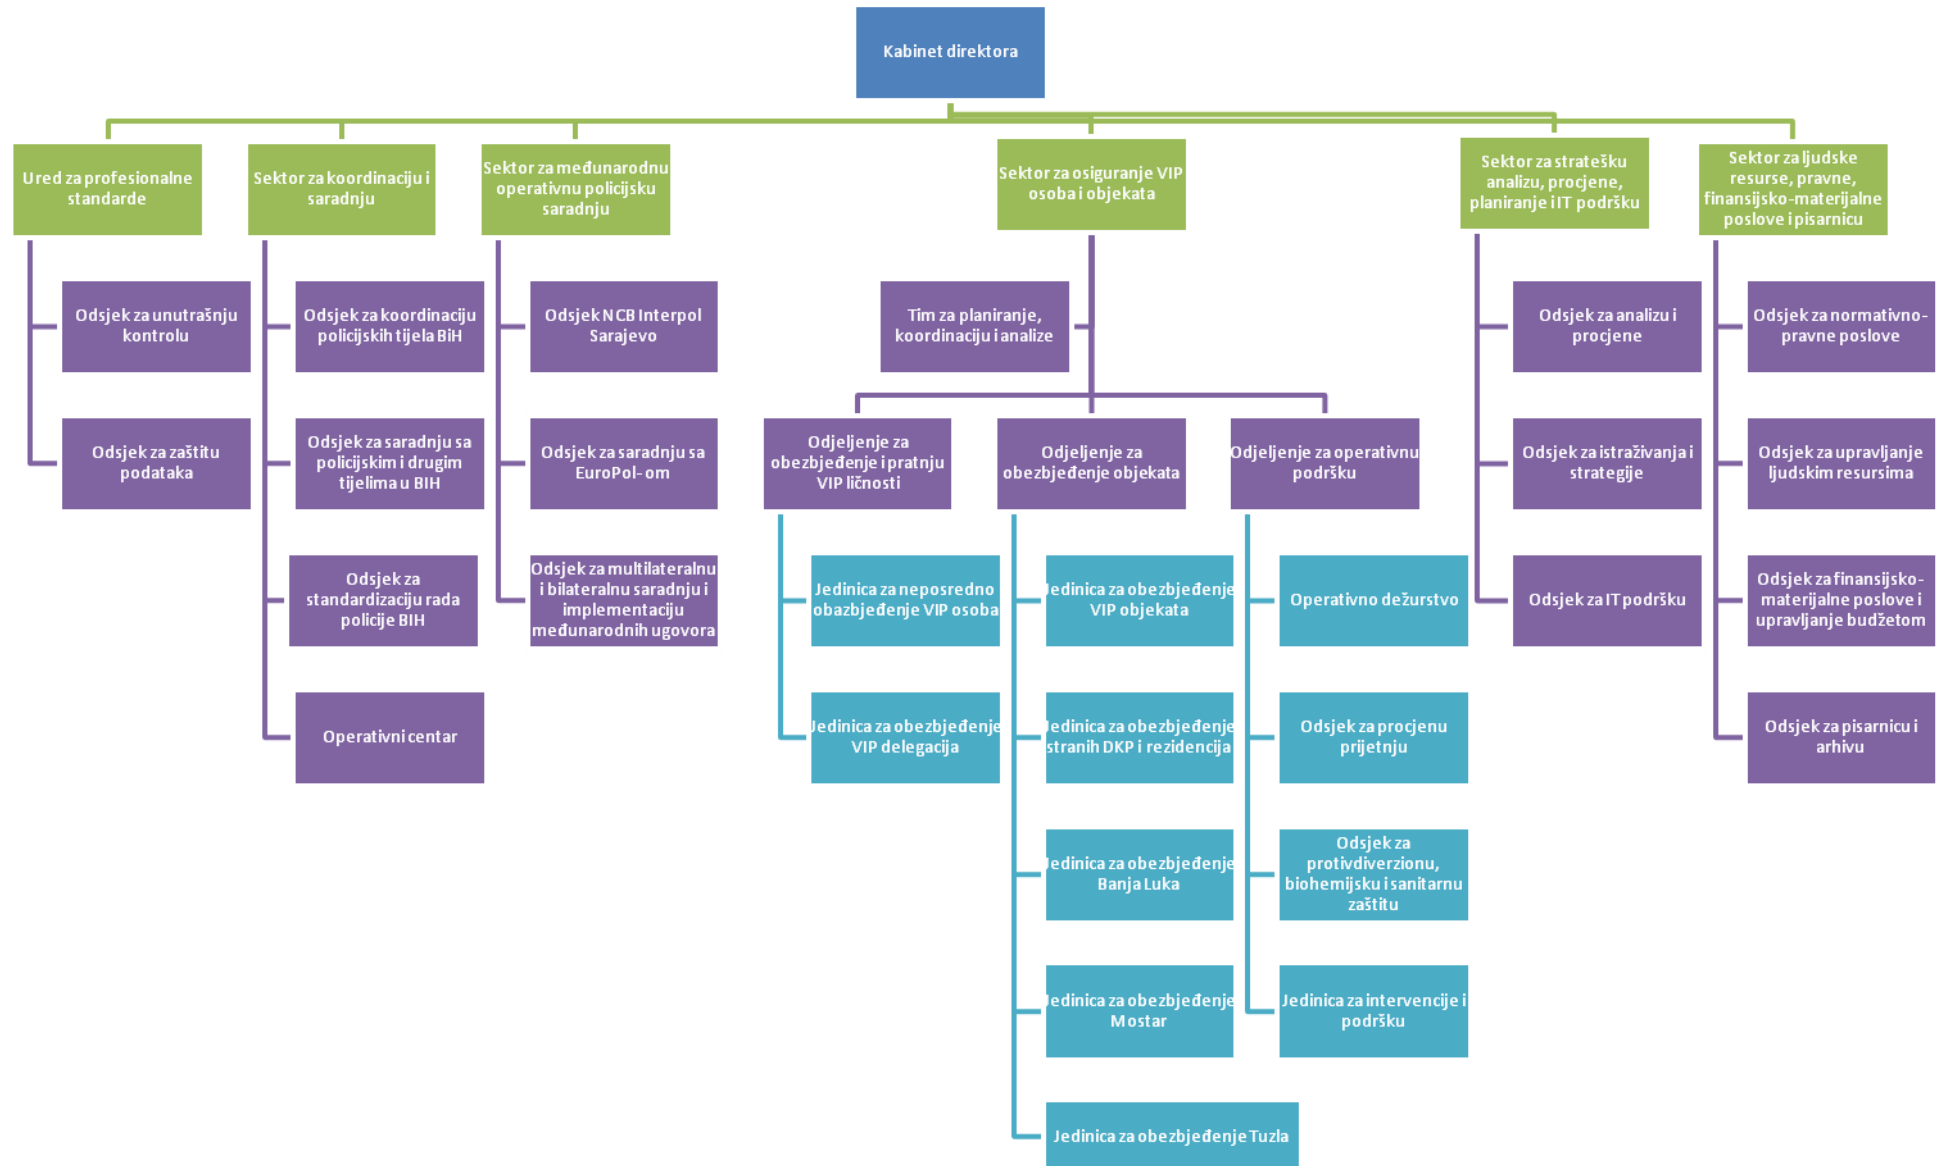 Kabinet direktora
Ured za profesionalne
standarde
Sektor za koordinaciju i
saradnju
Sektor za međunarodnu
operativnu policijsku
saradnju
Sektor za osiguranje VIP
osoba i objekata
Sektor za stratešku
analizu, procjene,
planiranje i IT podršku
Sektor za ljudske
resurse, pravne,
finansijsko-materijalne
poslove i pisarnicu
Odsjek za unutrašnju
kontrolu
Odsjek za koordinaciju
policijskih tijela BiH
Odsjek NCB Interpol
Sarajevo
Tim za planiranje,
koordinaciju i analize
Odsjek za analizu i
procjene
Odsjek za normativno-
pravne poslove
Odsjek za zaštitu
podataka
Odsjek za saradnju sa
policijskim i drugim
tijelima u BIH
Odsjek za saradnju sa
EuroPol-om
Odjeljenje za
obezbjeđenje i pratnju
VIP ličnosti
Odjeljenje za
obezbjeđenje objekata
Odjeljenje za operativnu
podršku
Odsjek za istraživanja i
strategije
Odsjek za upravljanje
ljudskim resursima
Odsjek za
standardizaciju rada
policije BIH
Odsjek za multilateralnu
i bilateralnu saradnju i
implementaciju
međunarodnih ugovora
Jedinica za neposredno
obazbjeđenje VIP osoba
Jedinica za obezbjeđenje
VIP objekata
Operativno dežurstvo
Odsjek za IT podršku
Odsjek za finansijsko-
materijalne poslove i
upravljanje budžetom
Operativni centar
Jedinica za obezbjeđenje
VIP delegacija
Jedinica za obezbjeđenje
stranih DKP i rezidencija
Odsjek za procjenu
prijetnju
Odsjek za pisarnicu i
arhivu
Jedinica za obezbjeđenje
Banja Luka
Odsjek za
protivdiverzionu,
biohemijsku i sanitarnu
zaštitu
Jedinica za obezbjeđenje
Mostar
Jedinica za intervencije i
podršku
Jedinica za obezbjeđenje Tuzla